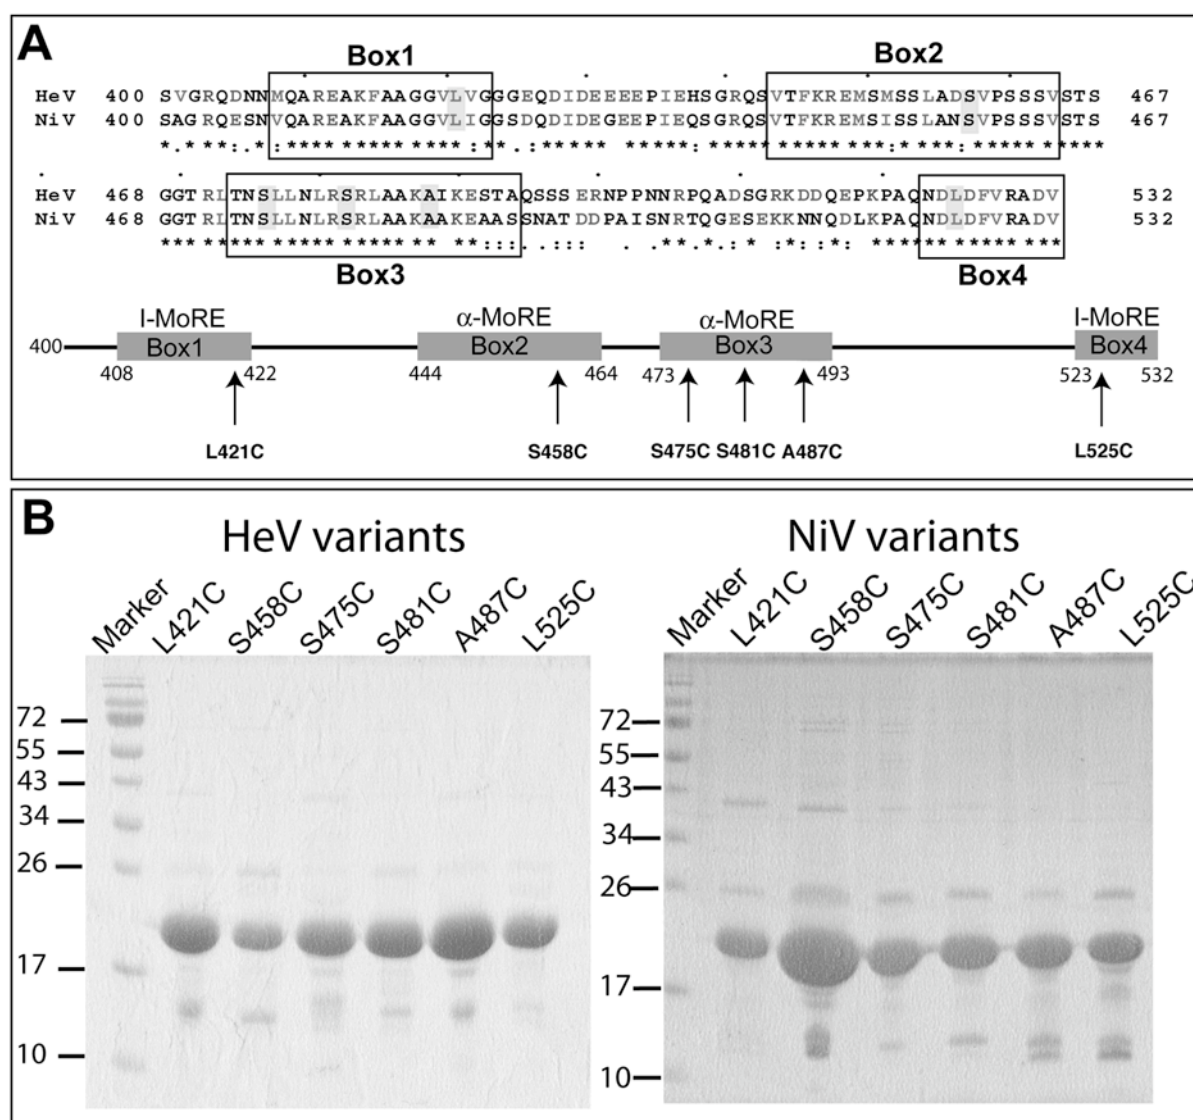 A
Box1 Box2
HeV 400 SVGRQDNNMQAREAKFAAGGVLVGGGEQDIDEEEEPIEHSGRQSVTFKREMSMSSLADSVPSSSVSTS 467
NiV 400 SAGRQESNVQAREAKFAAGGVLIGGSDQDIDEGEEPIEQSGRQSVTFKREMSISSLANSVPSSSVSTS 467
HeV 468 GGTRLTNSLLNLRSRLAAKAIKESTAQSSSERNPPNNRPQADSGRKDDQEPKPAQNDLDFVRADV 532
NiV 468 GGTRLTNSLLNLRSRLAAKAAKEAASSNATDDPAISNRTQGESEKKNNQDLKPAQNDLDFVRADV 532
Box3 Box4
I-MoRE α-MoRE α-MoRE I-MoRE
400 Box1 Box2 Box3 Box4
408 422 444 464 473 493 523 532
L421C S458C S475C S481C A487C L525C
B
HeV variants
Marker L421C S458C S475C S481C A487C L525C
72
55
43
34
26
17
10
NiV variants
Marker L421C S458C S475C S481C A487C L525C
72
55
43
34
26
17
10